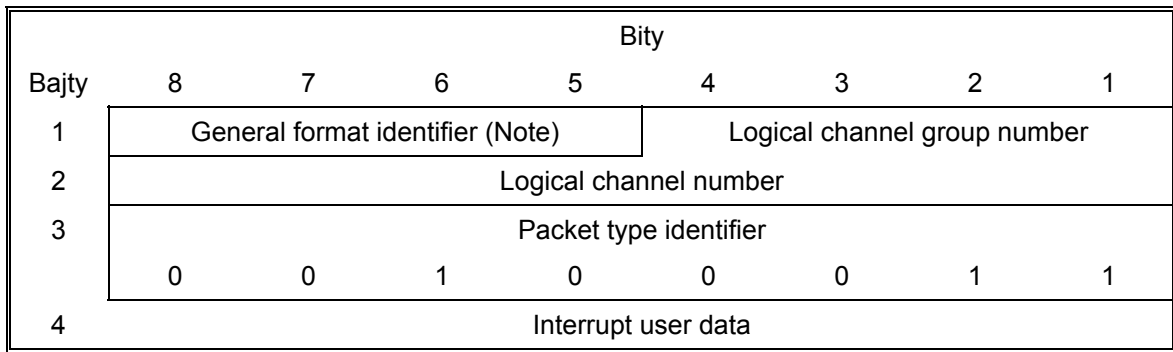 Bity
Bajty 8 7 6 5 4 3 2 1
1 General format identifier (Note) Logical channel group number
2 Logical channel number
3 Packet type identifier
0 0 1 0 0 0 1 1
4 Interrupt user data